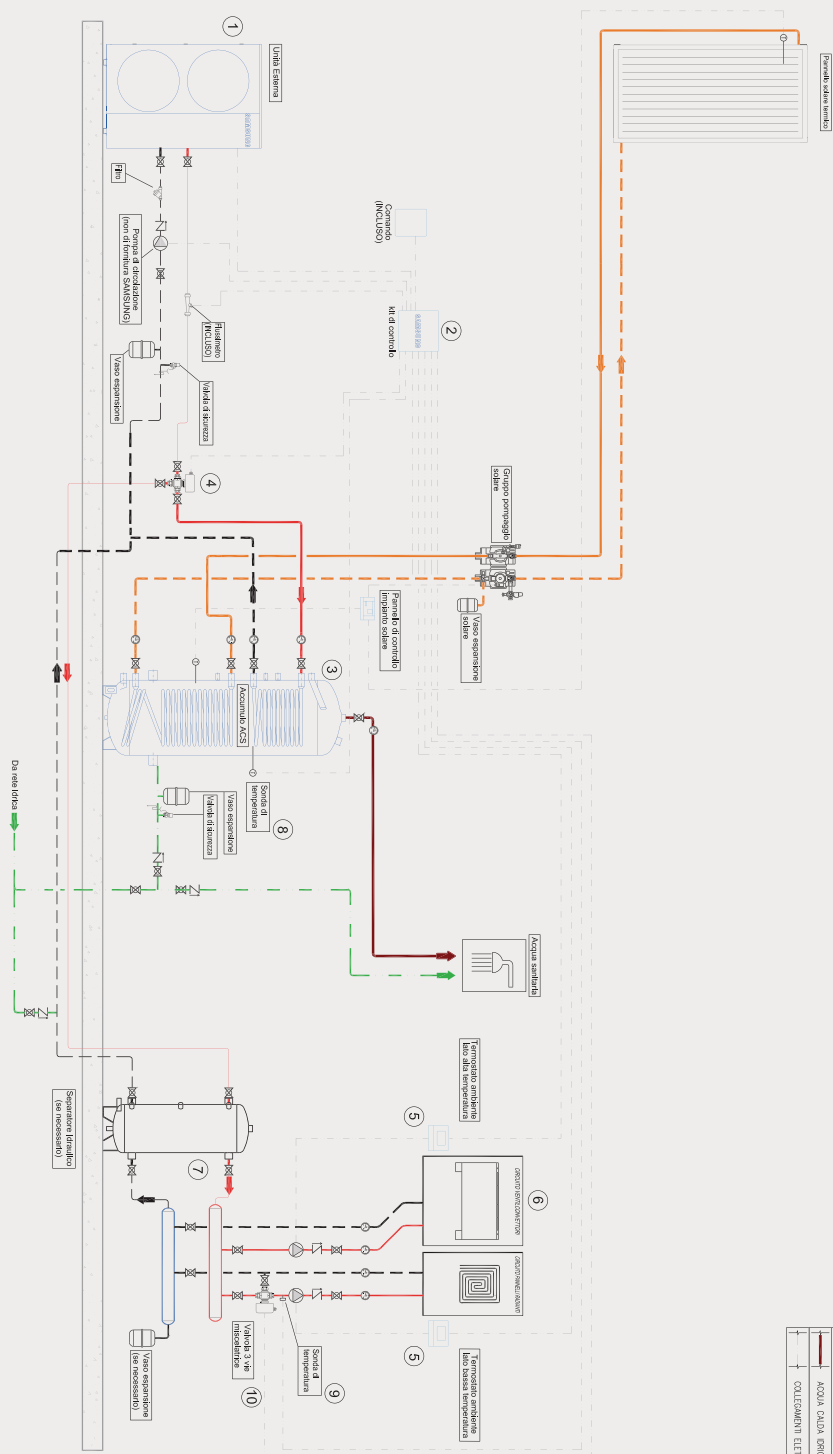 1
Unità Esterna
Pannello solare termico
Filtro
Pompa di circolazione
(non di fornitura SAMSUNG)
Vaso espansione
Valvola di sicurezza
Flussimetro
(INCLUSO)
Comando
(INCLUSO)
2
kit di controllo
4
Gruppo pompaggio
solare
Vaso espansione
solare
Pannello di controllo
impianto solare
3
Accumulo ACS
Sonda di
temperatura
8
Vaso espansione
Valvola di sicurezza
Da rete idrica
Acqua sanitaria
Separatore Idraulico
(se necessario)
7
Termostato ambiente
lato alta temperatura
5
6
CIRCUITO VENTILCONVETTORI
CIRCUITO PANNELLI RADIANTI
5
Termostato ambiente
lato bassa temperatura
Sonda di
temperatura
9
Valvola 3 vie
miscelatrice
10
Vaso espansione
(se necessario)
ACQUA CALDA IDRIC
COLLEGAMENTI ELET